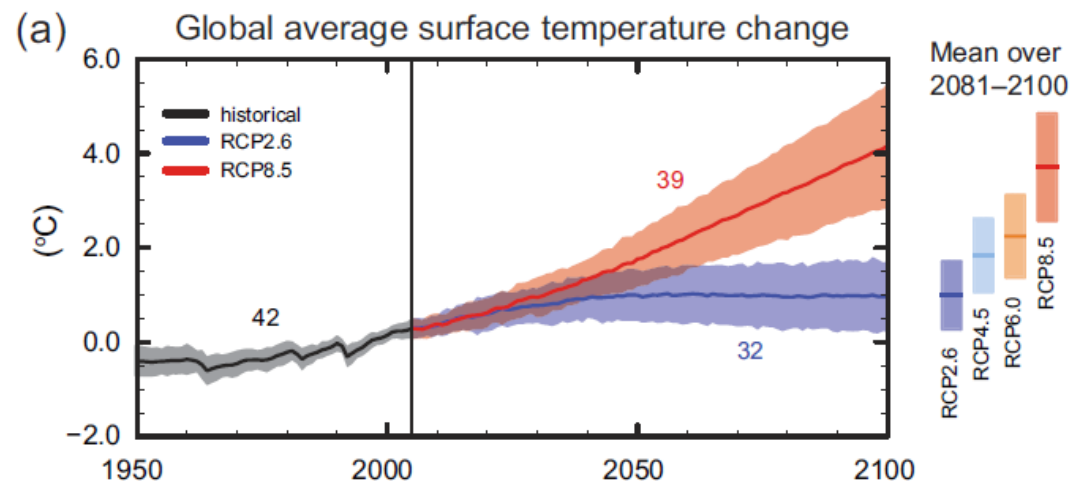 (a) Global average surface temperature change
Mean over
2081–2100
6.0
4.0
2.0
0.0
−2.0
(°C)
historical
RCP2.6
RCP8.5
42
39
32
1950
2000
2050
2100
RCP2.6
RCP4.5
RCP6.0
RCP8.5